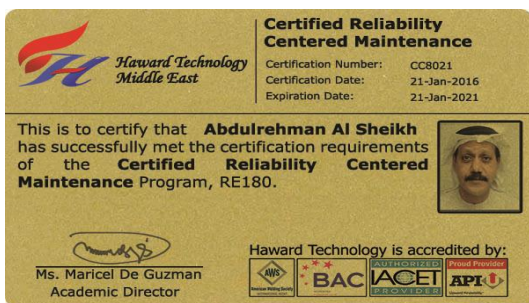 Haward Technology
Middle East
Certified Reliability
Centered Maintenance
Certification Number: CC8021
Certification Date: 21-Jan-2016
Expiration Date: 21-Jan-2021
This is to certify that Abdulrehman Al Sheikh
has successfully met the certification requirements
of the Certified Reliability Centered
Maintenance Program, RE180.
Ms. Maricel De Guzman
Academic Director
Haward Technology is accredited by:
AWS
American Welding Society
BAC
AUTHORIZED
IACET
PROVIDER
Proud Provider
API